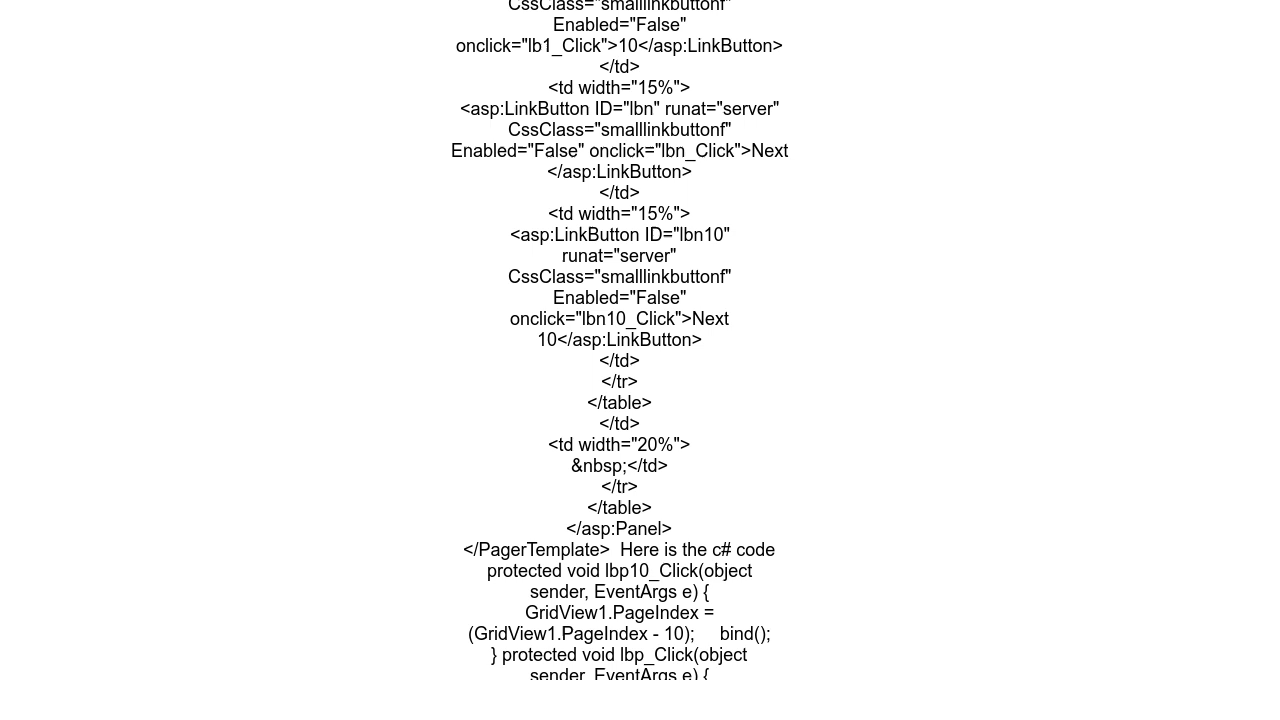 CssClass="smalllinkbuttonf"
Enabled="False"
onclick="lb1_Click">10</asp:LinkButton>
</td>
<td width="15%">
<asp:LinkButton ID="lbn" runat="server"
CssClass="smalllinkbuttonf"
Enabled="False" onclick="lbn_Click">Next
</asp:LinkButton>
</td>
<td width="15%">
<asp:LinkButton ID="lbn10"
runat="server"
CssClass="smalllinkbuttonf"
Enabled="False"
onclick="lbn10_Click">Next
10</asp:LinkButton>
</td>
</tr>
</table>
</td>
<td width="20%">
&nbsp;</td>
</tr>
</table>
</asp:Panel>
</PagerTemplate>  Here is the c# code
protected void lbp10_Click(object
sender, EventArgs e) {
GridView1.PageIndex =
(GridView1.PageIndex - 10);     bind();
} protected void lbp_Click(object
sender, EventArgs e) {